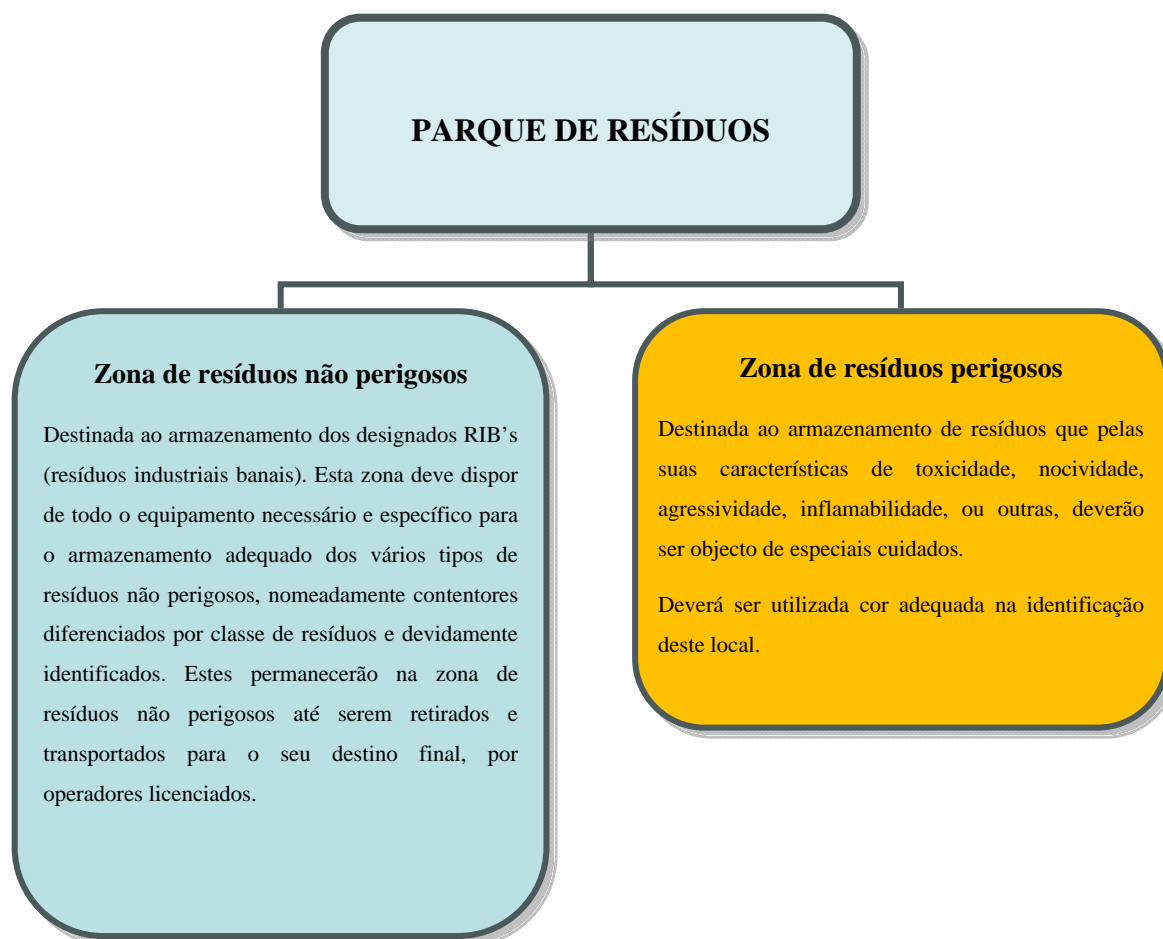 PARQUE DE RESÍDUOS
Zona de resíduos não perigosos
Destinada ao armazenamento dos designados RIB’s
(resíduos industriais banais). Esta zona deve dispor
de todo o equipamento necessário e específico para
o armazenamento adequado dos vários tipos de
resíduos não perigosos, nomeadamente contentores
diferenciados por classe de resíduos e devidamente
identificados. Estes permanecerão na zona de
resíduos não perigosos até serem retirados e
transportados para o seu destino final, por
operadores licenciados.
Zona de resíduos perigosos
Destinada ao armazenamento de resíduos que pelas
suas características de toxicidade, nocividade,
agressividade, inflamabilidade, ou outras, deverão
ser objecto de especiais cuidados.
Deverá ser utilizada cor adequada na identificação
deste local.